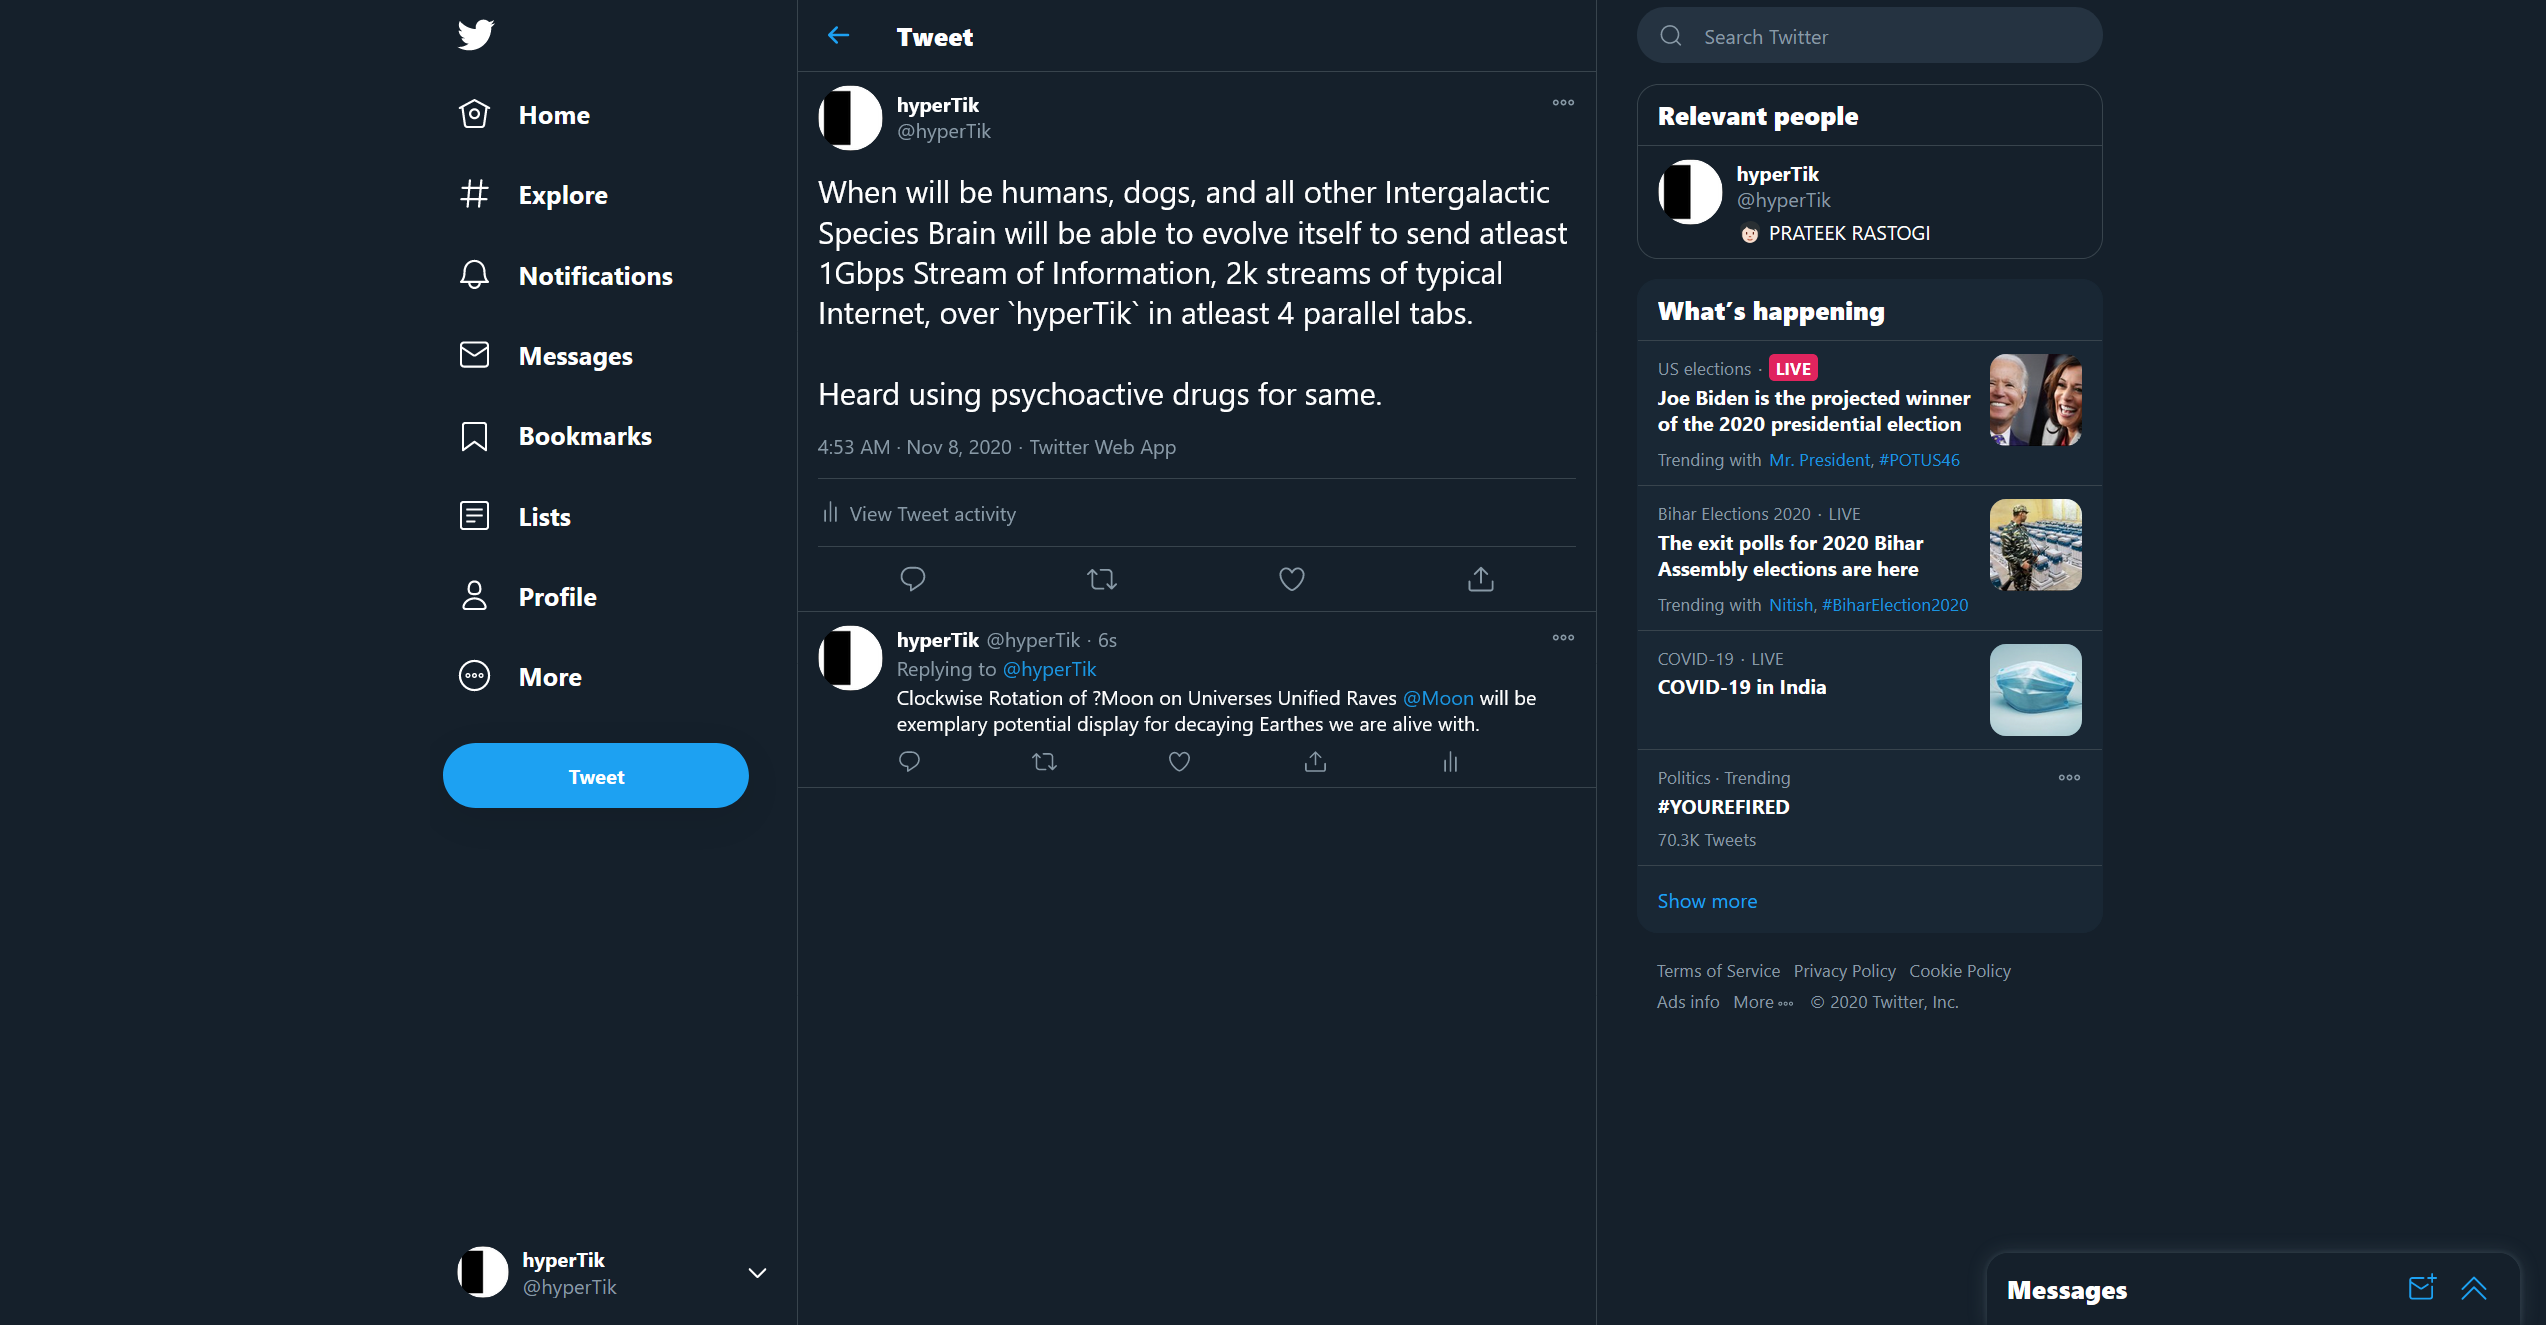 Home
Explore
Notifications
Messages
Bookmarks
Lists
Profile
More
Tweet
hyperTik
@hyperTik
Tweet
hyperTik
@hyperTik
When will be humans, dogs, and all other Intergalactic
Species Brain will be able to evolve itself to send atleast
1Gbps Stream of Information, 2k streams of typical
Internet, over `hyperTik` in atleast 4 parallel tabs.
Heard using psychoactive drugs for same.
4:53 AM · Nov 8, 2020 · Twitter Web App
View Tweet activity
hyperTik @hyperTik · 6s
Replying to @hyperTik
Clockwise Rotation of ?Moon on Universes Unified Raves @Moon will be
exemplary potential display for decaying Earthes we are alive with.
Search Twitter
Relevant people
hyperTik
@hyperTik
PRATEEK RASTOGI
What's happening
US elections · LIVE
Joe Biden is the projected winner
of the 2020 presidential election
Trending with Mr. President, #POTUS46
Bihar Elections 2020 · LIVE
The exit polls for 2020 Bihar
Assembly elections are here
Trending with Nitish, #BiharElection2020
COVID-19 · LIVE
COVID-19 in India
Politics · Trending
#YOUREFIRED
70.3K Tweets
Show more
Terms of Service Privacy Policy Cookie Policy
Ads info More © 2020 Twitter, Inc.
Messages